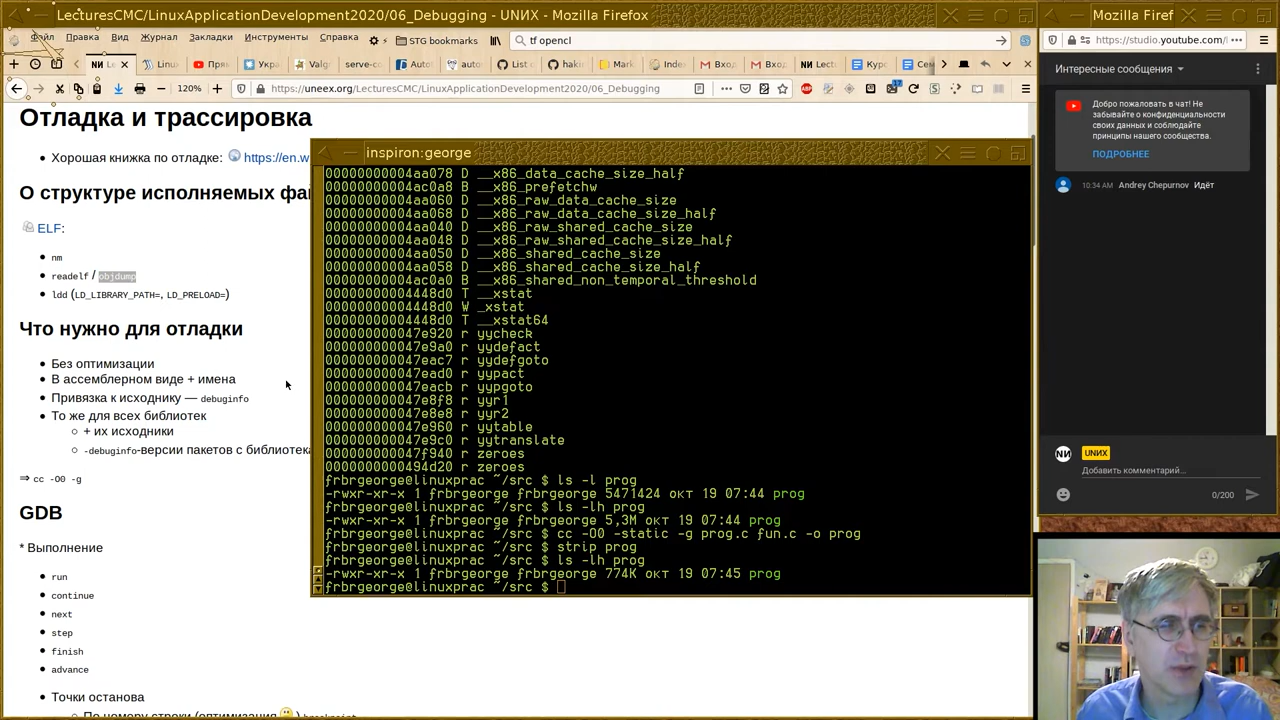 LecturesCMC/LinuxApplicationDevelopment2020/06_Debugging - UNИX - Mozilla Firefox
Файл Правка Вид Журнал Закладки Инструменты Справка
STG bookmarks
tf opencl
120%
https://uneex.org/LecturesCMC/LinuxApplicationDevelopment2020/06_Debugging
Отладка и трассировка
Хорошая книжка по отладке: https://en.w
О структуре исполняемых фа
ELF:
nm
readelf / objdump
ldd (LD_LIBRARY_PATH=, LD_PRELOAD=)
Что нужно для отладки
Без оптимизации
В ассемблерном виде + имена
Привязка к исходнику — debuginfo
То же для всех библиотек
+ их исходники
-debuginfo-версии пакетов с библиотека
⇒ cc -O0 -g
GDB
* Выполнение
run
continue
next
step
finish
advance
Точки останова
По номеру строки (оптимизация ) breakpoint
inspiron:george
00000000004aa078 D __x86_data_cache_size_half
00000000004ac0a8 B __x86_prefetchw
00000000004aa060 D __x86_raw_data_cache_size
00000000004aa068 D __x86_raw_data_cache_size_half
00000000004aa040 D __x86_raw_shared_cache_size
00000000004aa048 D __x86_raw_shared_cache_size_half
00000000004aa050 D __x86_shared_cache_size
00000000004aa058 D __x86_shared_cache_size_half
00000000004ac0a0 B __x86_shared_non_temporal_threshold
00000000004448d0 T __xstat
00000000004448d0 W _xstat
00000000004448d0 T __xstat64
000000000047e920 r yycheck
000000000047e9a0 r yydefact
000000000047eac7 r yydefgoto
000000000047ead0 r yypact
000000000047eacb r yypgoto
000000000047e8f8 r yyr1
000000000047e8e8 r yyr2
000000000047e960 r yytable
000000000047e9c0 r yytranslate
000000000047f940 r zeroes
0000000000494d20 r zeroes
frbrgeorge@linuxprac ~/src $ ls -l prog
-rwxr-xr-x 1 frbrgeorge frbrgeorge 5471424 окт 19 07:44 prog
frbrgeorge@linuxprac ~/src $ ls -lh prog
-rwxr-xr-x 1 frbrgeorge frbrgeorge 5,3M окт 19 07:44 prog
frbrgeorge@linuxprac ~/src $ cc -O0 -static -g prog.c fun.c -o prog
frbrgeorge@linuxprac ~/src $ strip prog
frbrgeorge@linuxprac ~/src $ ls -lh prog
-rwxr-xr-x 1 frbrgeorge frbrgeorge 774K окт 19 07:45 prog
frbrgeorge@linuxprac ~/src $
Mozilla Firef
https://studio.youtube.com/
Интересные сообщения
Добро пожаловать в чат! Не
забывайте о конфиденциальности
своих данных и соблюдайте
принципы нашего сообщества.
ПОДРОБНЕЕ
10:34 AM Andrey Chepurnov Идёт
UNИX
Добавить комментарий...
0/200